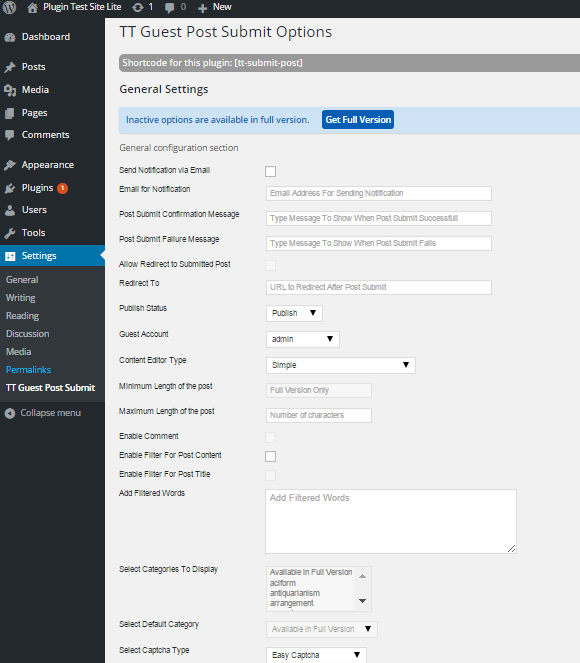 Plugin Test Site Lite 1 0 New
Dashboard
Posts
Media
Pages
Comments
Appearance
Plugins 1
Users
Tools
Settings
General
Writing
Reading
Discussion
Media
Permalinks
TT Guest Post Submit
Collapse menu
TT Guest Post Submit Options
Shortcode for this plugin: [tt-submit-post]
General Settings
Inactive options are available in full version. Get Full Version
General configuration section
Send Notification via Email
Email for Notification Email Address For Sending Notification
Post Submit Confirmation Message Type Message To Show When Post Submit Successfull
Post Submit Failure Message Type Message To Show When Post Submit Fails
Allow Redirect to Submitted Post
Redirect To URL to Redirect After Post Submit
Publish Status Publish
Guest Account admin
Content Editor Type Simple
Minimum Length of the post Full Version Only
Maximum Length of the post Number of characters
Enable Comment
Enable Filter For Post Content
Enable Filter For Post Title
Add Filtered Words Add Filtered Words
Select Categories To Display Available in Full Version
aciform
antiquarianism
arrangement
Select Default Category Available in Full Version
Select Captcha Type Easy Captcha